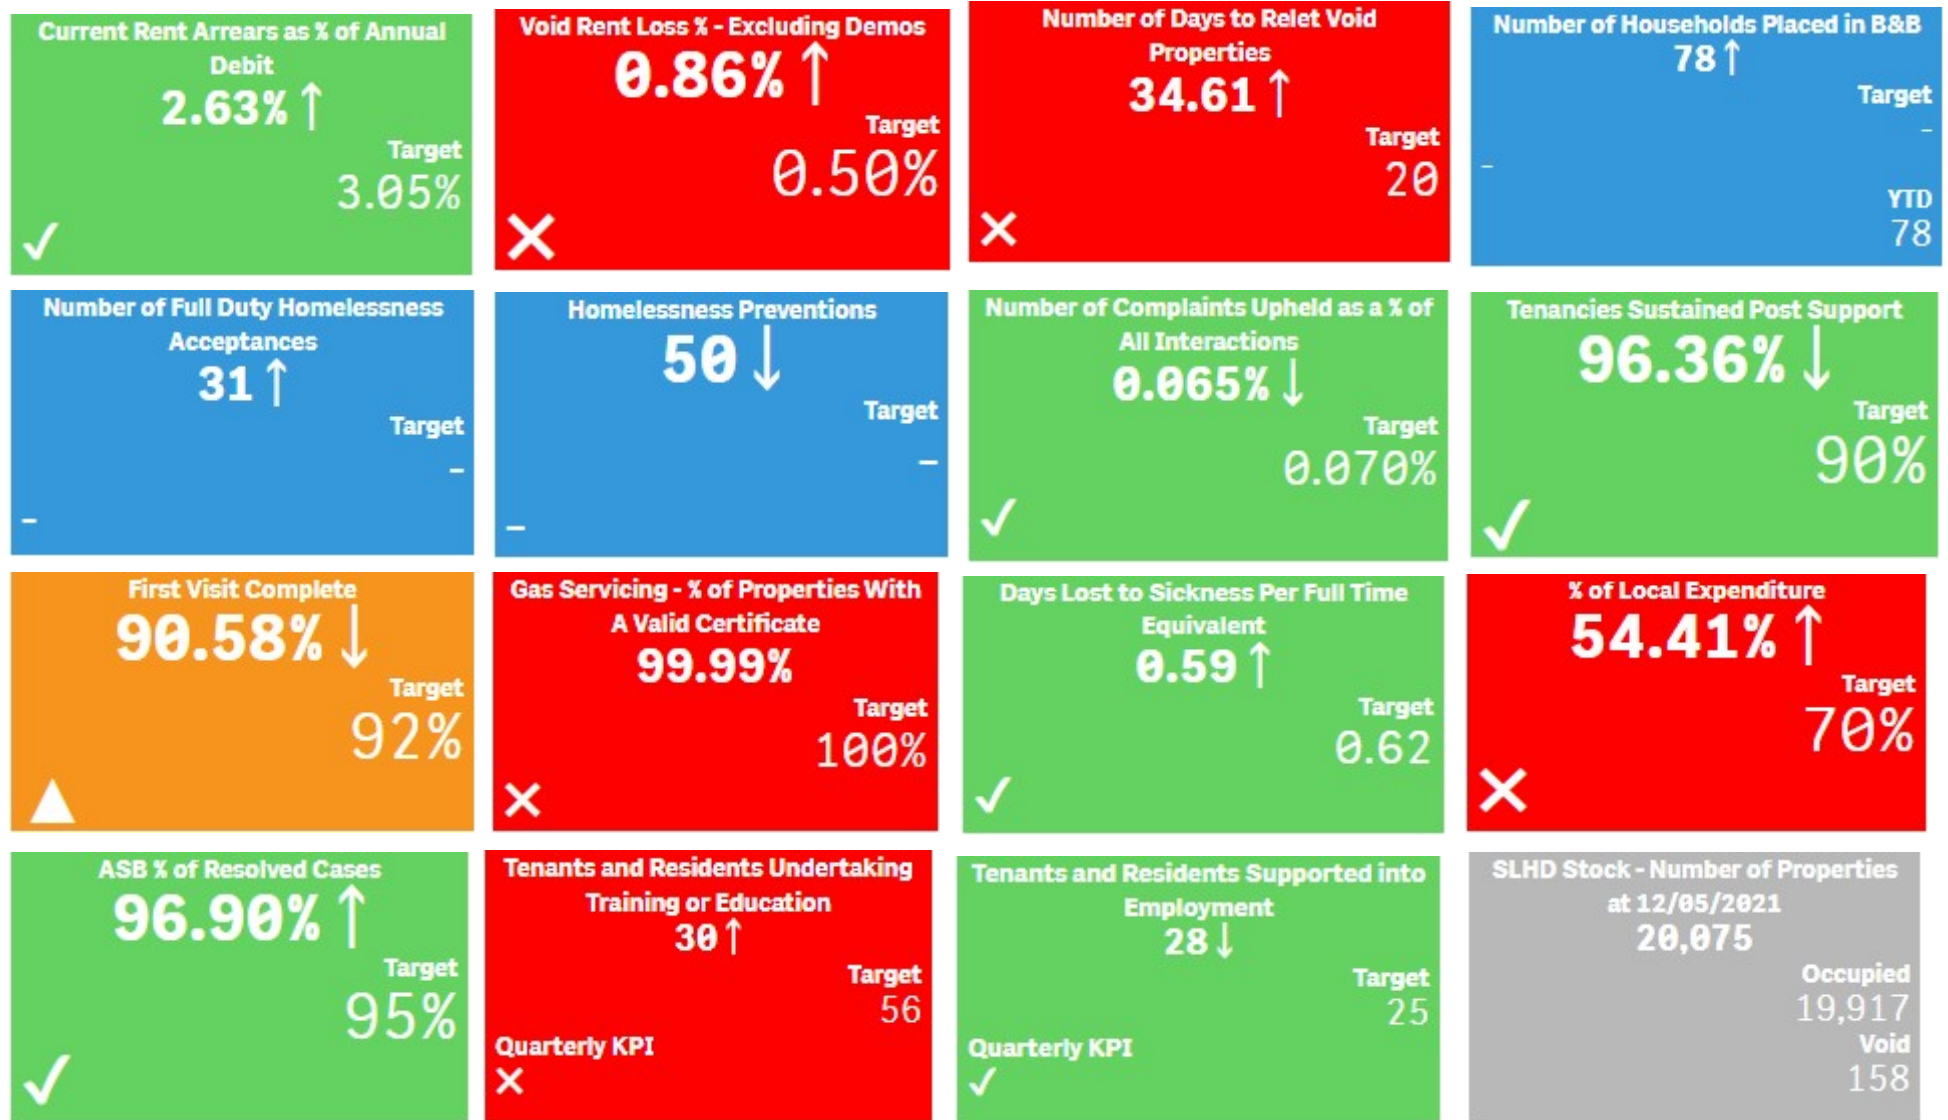 Current Rent Arrears as % of Annual
Debit
2.63% ↑
Target
3.05%
✓
Void Rent Loss % - Excluding Demos
0.86% ↑
Target
0.50%
✕
Number of Days to Relet Void
Properties
34.61 ↑
Target
20
✕
Number of Households Placed in B&B
78 ↑
Target
-
-
YTD
78
Number of Full Duty Homelessness
Acceptances
31 ↑
Target
-
-
Homelessness Preventions
50 ↓
Target
-
-
Number of Complaints Upheld as a % of
All Interactions
0.065% ↓
Target
0.070%
✓
Tenancies Sustained Post Support
96.36% ↓
Target
90%
✓
First Visit Complete
90.58% ↓
Target
92%
▲
Gas Servicing - % of Properties With
A Valid Certificate
99.99%
Target
100%
✕
Days Lost to Sickness Per Full Time
Equivalent
0.59 ↑
Target
0.62
✓
% of Local Expenditure
54.41% ↑
Target
70%
✕
ASB % of Resolved Cases
96.90% ↑
Target
95%
✓
Tenants and Residents Undertaking
Training or Education
30 ↑
Target
56
Quarterly KPI
✕
Tenants and Residents Supported into
Employment
28 ↓
Target
25
Quarterly KPI
✓
SLHD Stock - Number of Properties
at 12/05/2021
20,075
Occupied
19,917
Void
158